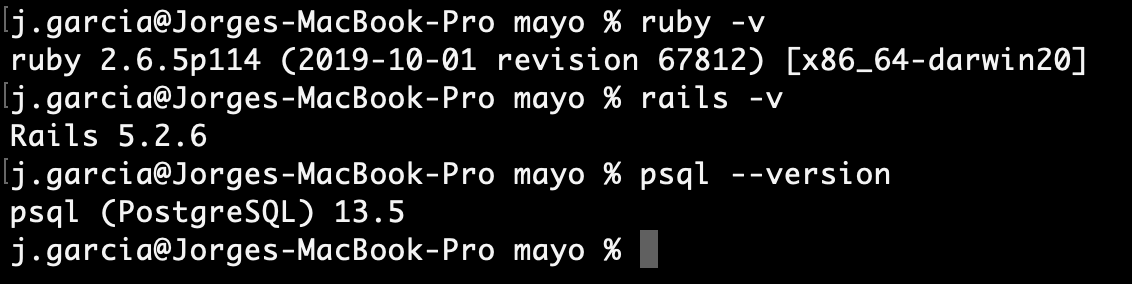 [j.garcia@Jorges-MacBook-Pro mayo % ruby -v
ruby 2.6.5p114 (2019-10-01 revision 67812) [x86_64-darwin20]
[j.garcia@Jorges-MacBook-Pro mayo % rails -v
Rails 5.2.6
[j.garcia@Jorges-MacBook-Pro mayo % psql --version
psql (PostgreSQL) 13.5
j.garcia@Jorges-MacBook-Pro mayo %